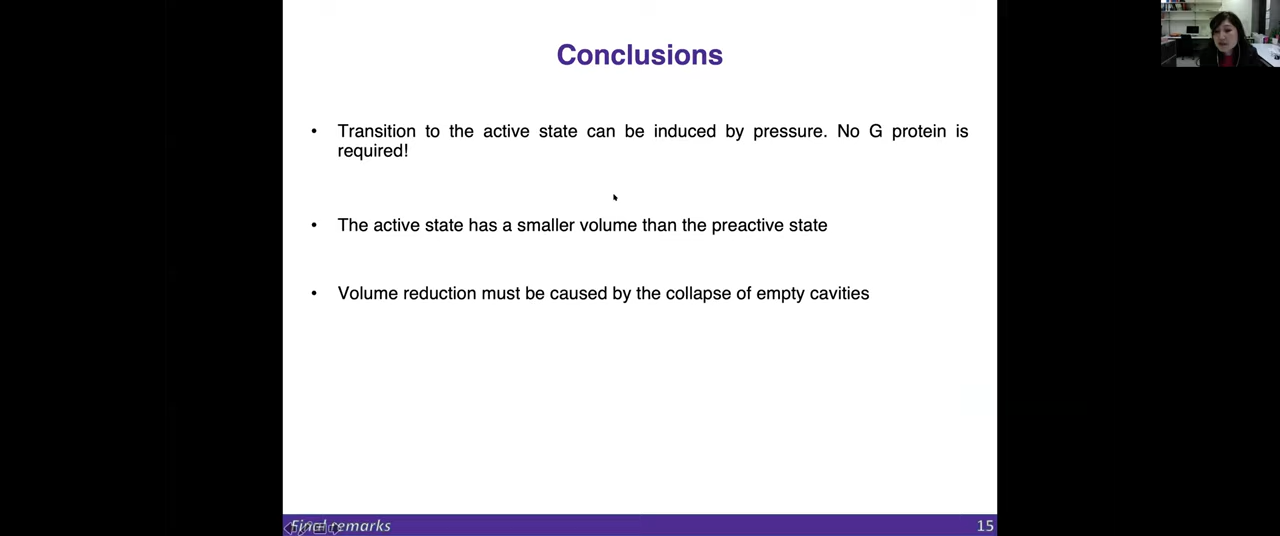 Conclusions
• Transition to the active state can be induced by pressure. No G protein is
required!
• The active state has a smaller volume than the preactive state
• Volume reduction must be caused by the collapse of empty cavities
Final remarks
15